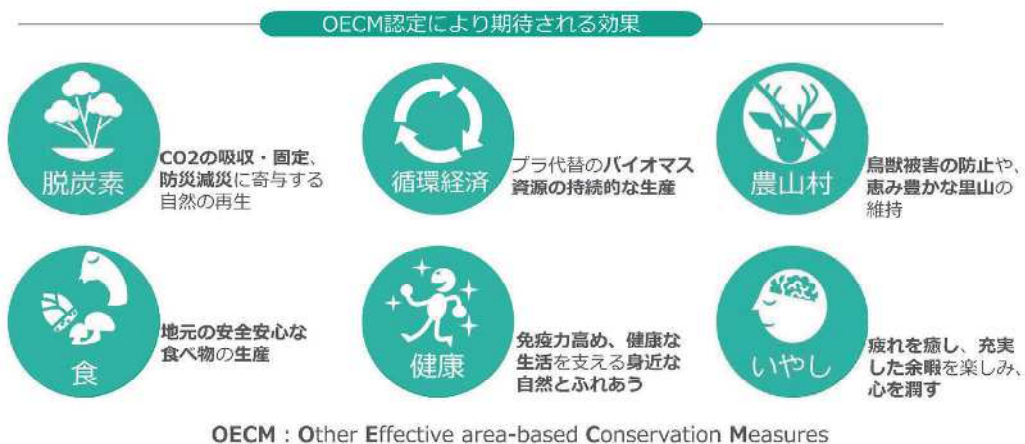 OECM認定により期待される効果
脱炭素
CO2の吸収・固定、
防災減災に寄与する
自然の再生
循環経済
プラ代替のバイオマス
資源の持続的な生産
農山村
鳥獣被害の防止や、
恵み豊かな里山の
維持
食
地元の安全安心な
食べ物の生産
健康
免疫力高め、健康な
生活を支える身近な
自然とふれあう
いやし
疲れを癒し、充実
した余暇を楽しみ、
心を潤す
OECM : Other Effective area-based Conservation Measures